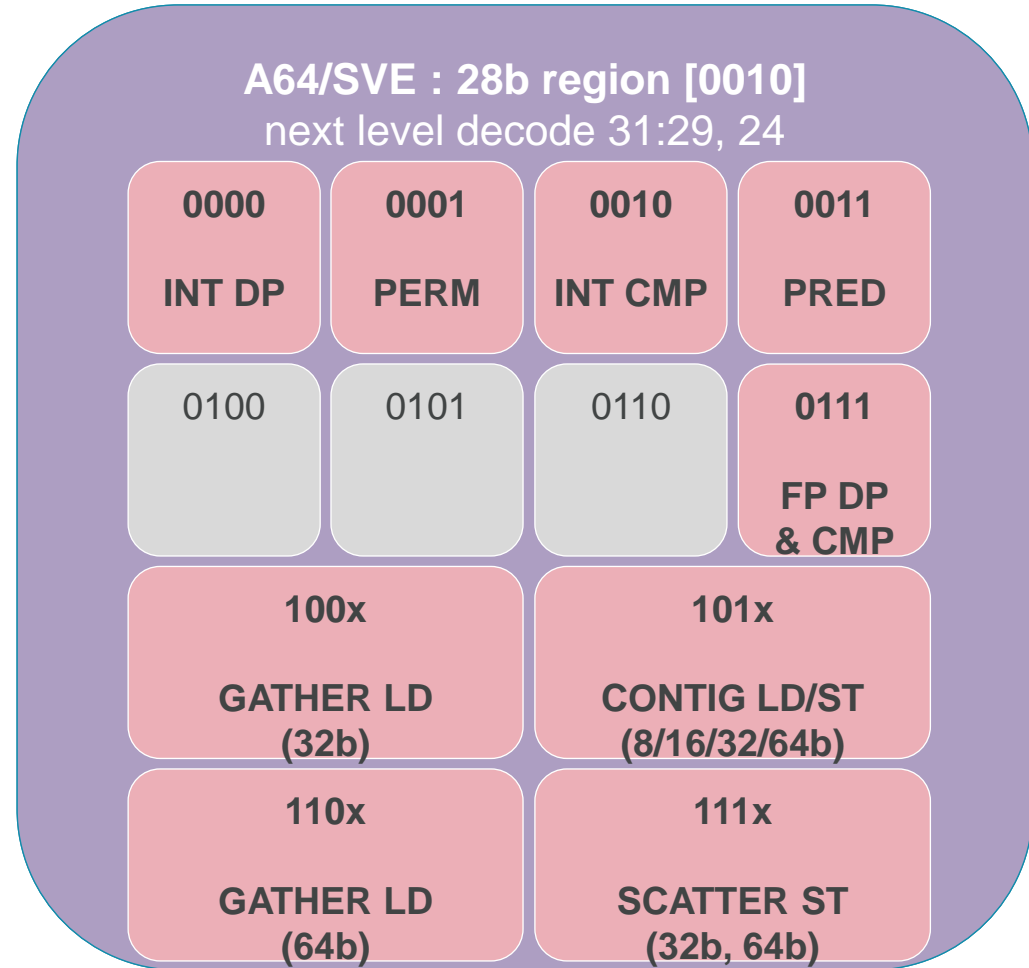 A64/SVE : 28b region [0010]
next level decode 31:29, 24
0000 0001 0010 0011
INT DP PERM INT CMP PRED
0100 0101 0110 0111
FP DP
& CMP
100x 101x
GATHER LD CONTIG LD/ST
(32b) (8/16/32/64b)
110x 111x
GATHER LD SCATTER ST
(64b) (32b, 64b)